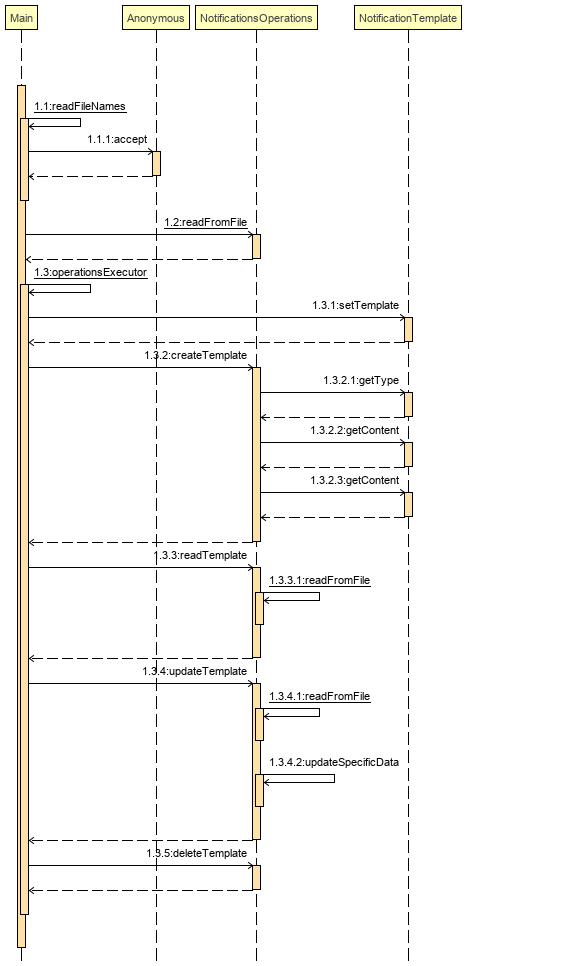 Main
Anonymous
NotificationsOperations
NotificationTemplate
1.1:readFileNames
1.1.1:accept
1.2:readFromFile
1.3:operationsExecutor
1.3.1:setTemplate
1.3.2:createTemplate
1.3.2.1:getType
1.3.2.2:getContent
1.3.2.3:getContent
1.3.3:readTemplate
1.3.3.1:readFromFile
1.3.4:updateTemplate
1.3.4.1:readFromFile
1.3.4.2:updateSpecificData
1.3.5:deleteTemplate